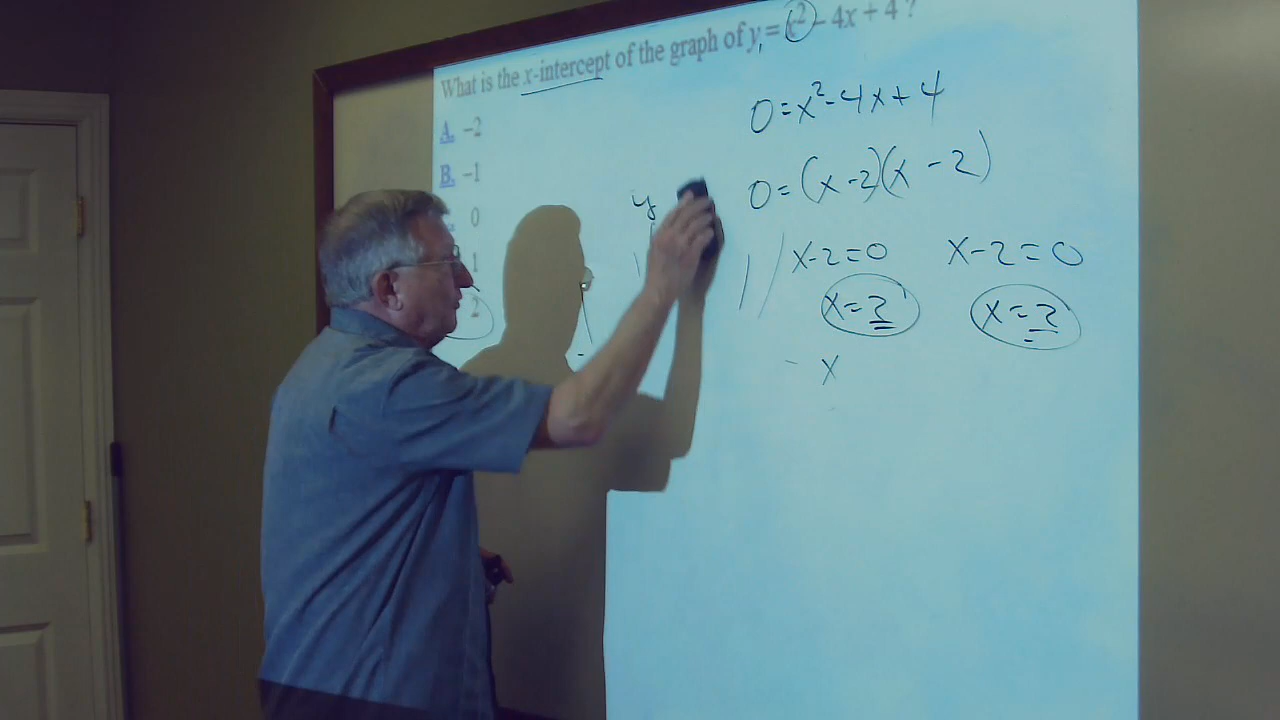 What is the x-intercept of the graph of y = x² - 4x + 4 ?
A. -2
B. -1
0
1
2
0=x²-4x+4
0=(x-2)(x-2)
y
x-2=0 x-2=0
x=2 x=2
x